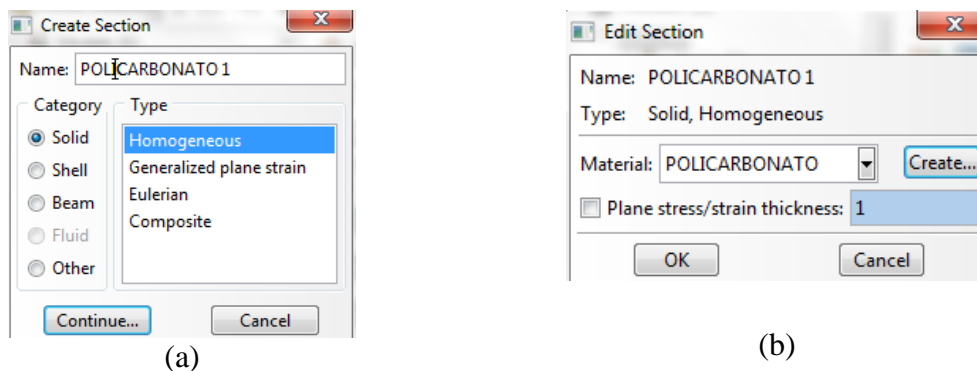 Create Section
Name: POLICARBONATO 1
Category
Type
Solid
Shell
Beam
Fluid
Other
Homogeneous
Generalized plane strain
Eulerian
Composite
Continue...
Cancel
(a)
Edit Section
Name: POLICARBONATO 1
Type: Solid, Homogeneous
Material: POLICARBONATO
Create...
Plane stress/strain thickness: 1
OK
Cancel
(b)